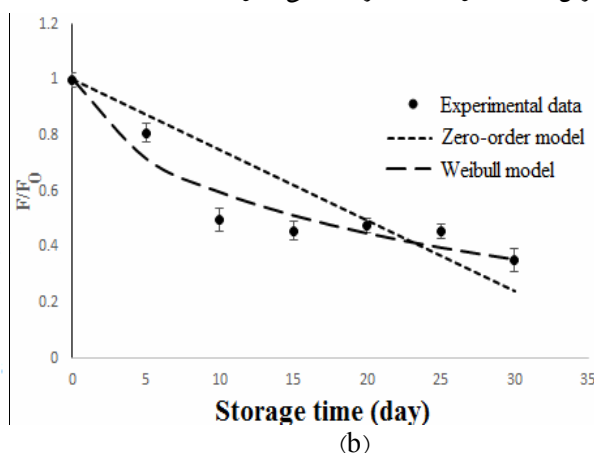 1.2
1
0.8
0.6
0.4
0.2
0
F/F0
Experimental data
Zero-order model
Weibull model
0 5 10 15 20 25 30 35
Storage time (day)
(b)